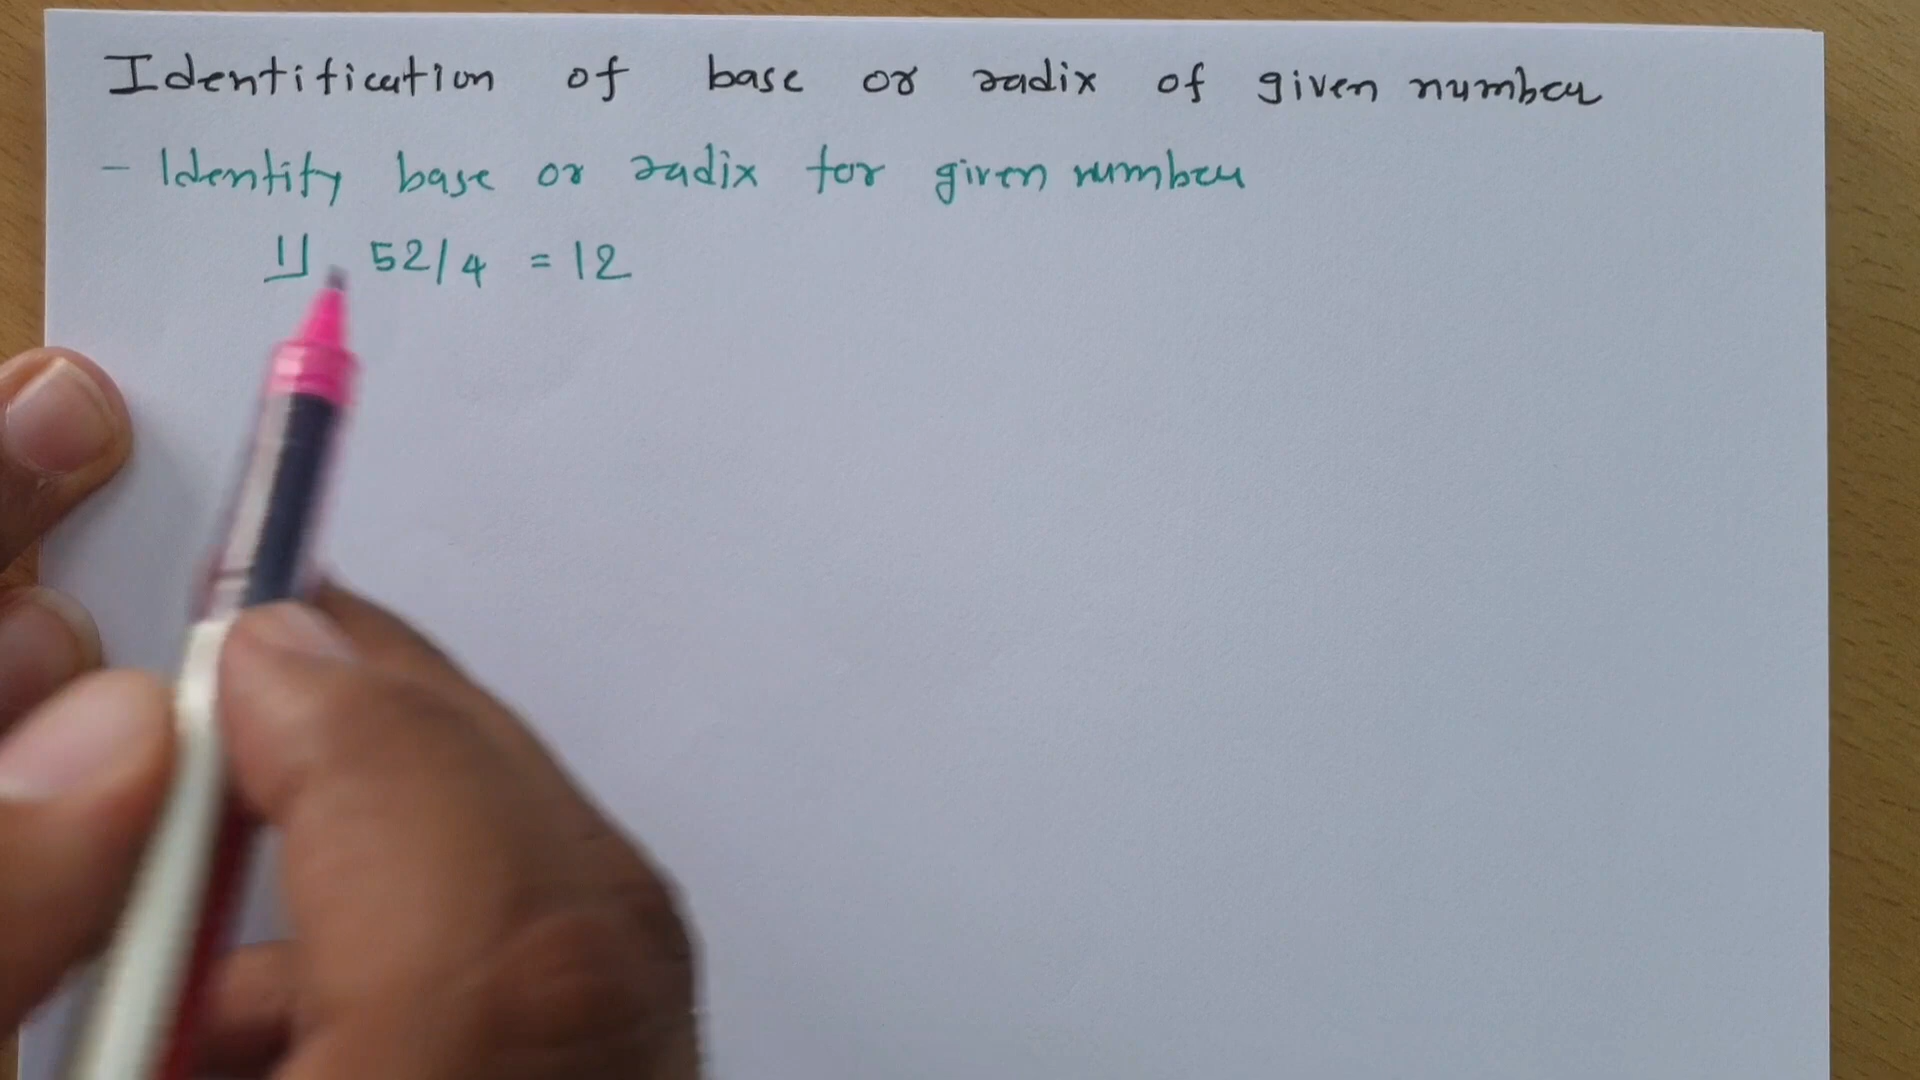 Identification of base or radix of given number
- Identify base or radix for given number
1) 52/4 = 12